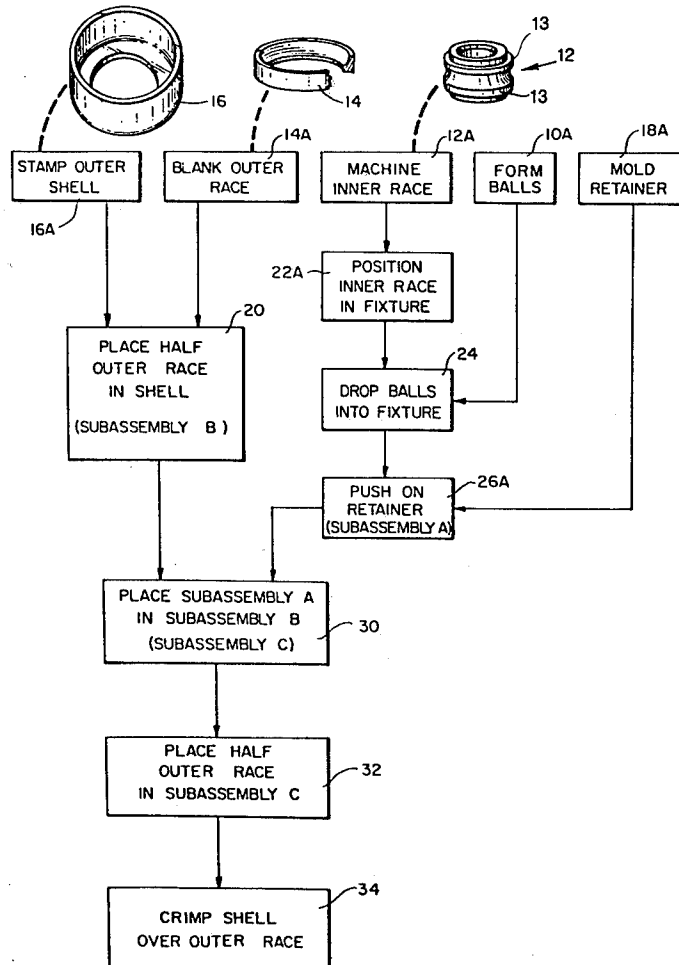 13
12
16
14
13
14A
12A
10A
18A
STAMP OUTER
SHELL
BLANK OUTER
RACE
MACHINE
INNER RACE
FORM
BALLS
MOLD
RETAINER
16A
22A
POSITION
INNER RACE
IN FIXTURE
20
PLACE HALF
OUTER RACE
IN SHELL
(SUBASSEMBLY B)
24
DROP BALLS
INTO FIXTURE
26A
PUSH ON
RETAINER
(SUBASSEMBLY A)
PLACE SUBASSEMBLY A
IN SUBASSEMBLY B
(SUBASSEMBLY C)
30
PLACE HALF
OUTER RACE
IN SUBASSEMBLY C
32
34
CRIMP SHELL
OVER OUTER RACE